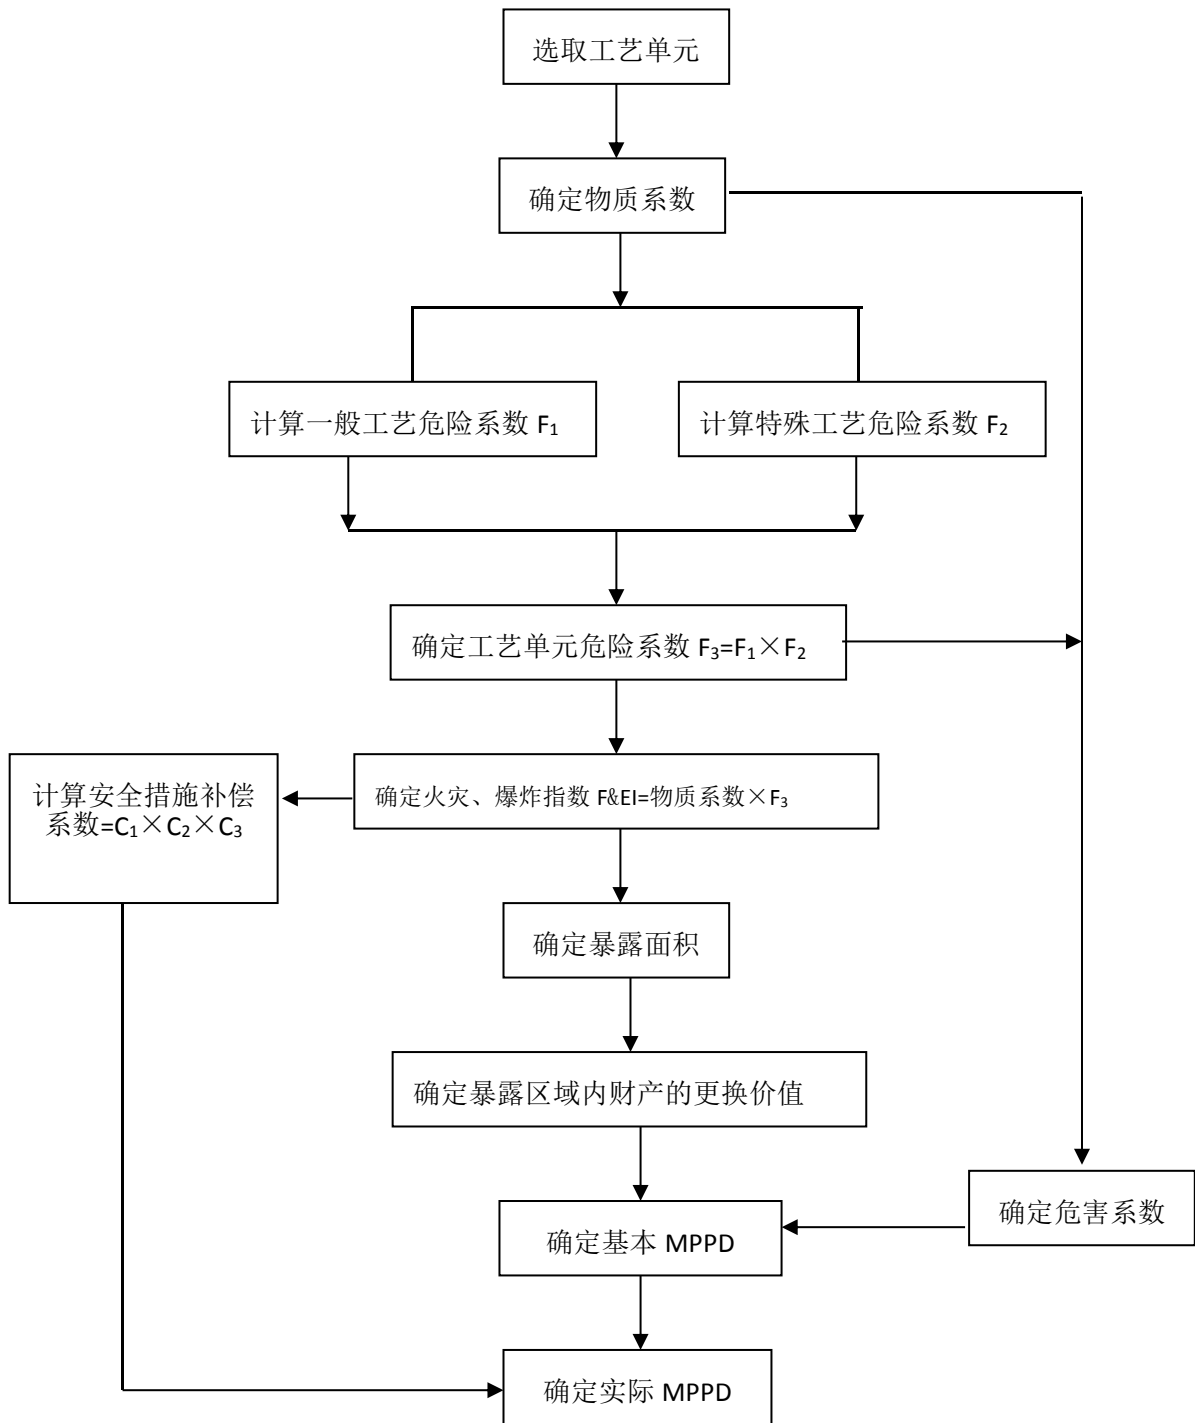 选取工艺单元
确定物质系数
计算一般工艺危险系数 F₁
计算特殊工艺危险系数 F₂
确定工艺单元危险系数 F₃=F₁×F₂
计算安全措施补偿
系数=C₁×C₂×C₃
确定火灾、爆炸指数 F&EI=物质系数×F₃
确定暴露面积
确定暴露区域内财产的更换价值
确定危害系数
确定基本 MPPD
确定实际 MPPD